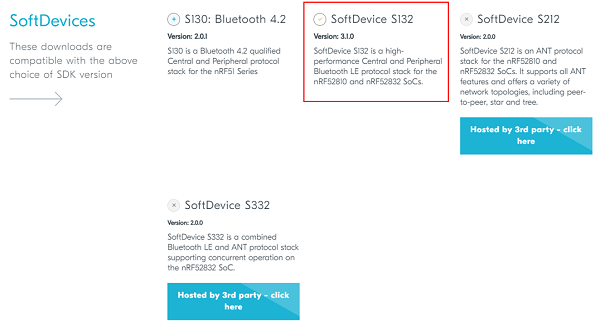 SoftDevices
These downloads are
compatible with the above
choice of SDK version
S130: Bluetooth 4.2
Version: 2.0.1
S130 is a Bluetooth 4.2 qualified
Central and Peripheral protocol
stack for the nRF51 Series
SoftDevice S132
Version: 3.1.0
SoftDevice S132 is a high-
performance Central and Peripheral
Bluetooth LE protocol stack for the
nRF52810 and nRF52832 SoCs.
SoftDevice S212
Version: 2.0.0
SoftDevice S212 is an ANT protocol
stack for the nRF52810 and
nRF52832 SoCs. It supports all ANT
features and offers a variety of
network topologies, including peer-
to-peer, star and tree.
Hosted by 3rd party - click
here
SoftDevice S332
Version: 2.0.0
SoftDevice S332 is a combined
Bluetooth LE and ANT protocol stack
supporting concurrent operation on
the nRF52832 SoC.
Hosted by 3rd party - click
here